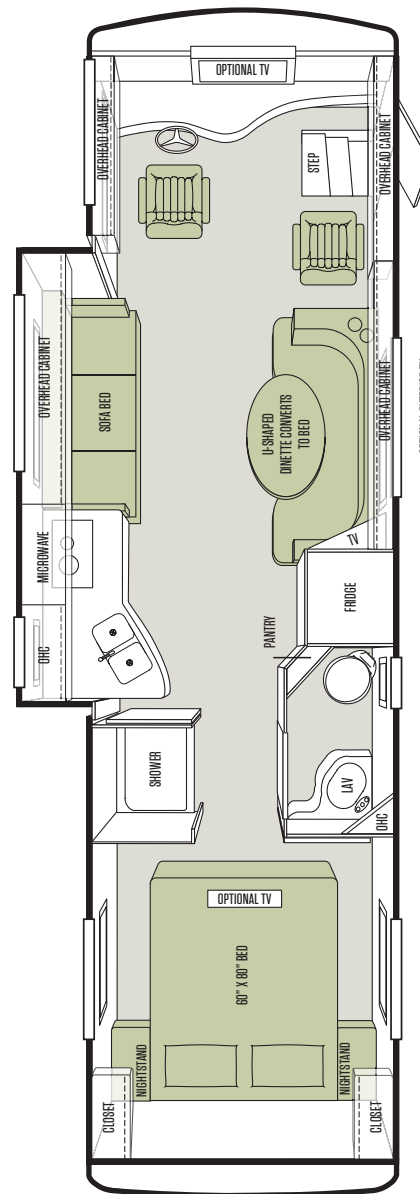 OPTIONAL TV
OVERHEAD CABINET
OVERHEAD CABINET
STEP
OVERHEAD CABINET
SOFA BED
U-SHAPED
DINETTE CONVERTS
TO BED
OVERHEAD CABINET
MICROWAVE
TV
FRIDGE
OHC
PANTRY
SHOWER
LAV
OHC
OPTIONAL TV
60" X 80" BED
NIGHTSTAND
NIGHTSTAND
CLOSET
CLOSET